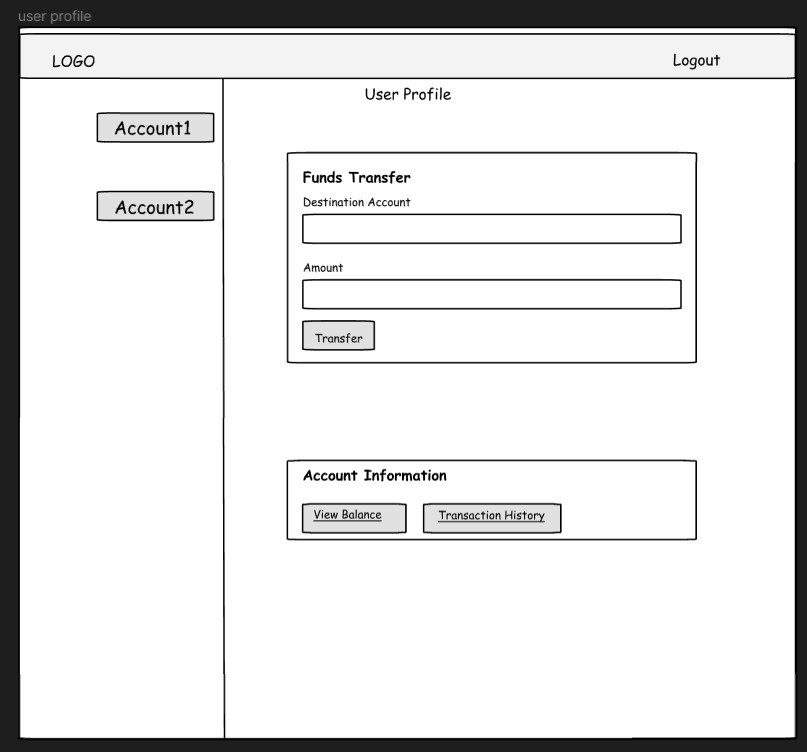 user profile
LOGO
Logout
User Profile
Account1
Account2
Funds Transfer
Destination Account
Amount
Transfer
Account Information
View Balance
Transaction History